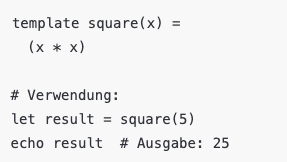 template square(x) =
  (x * x)

# Verwendung:
let result = square(5)
echo result  # Ausgabe: 25